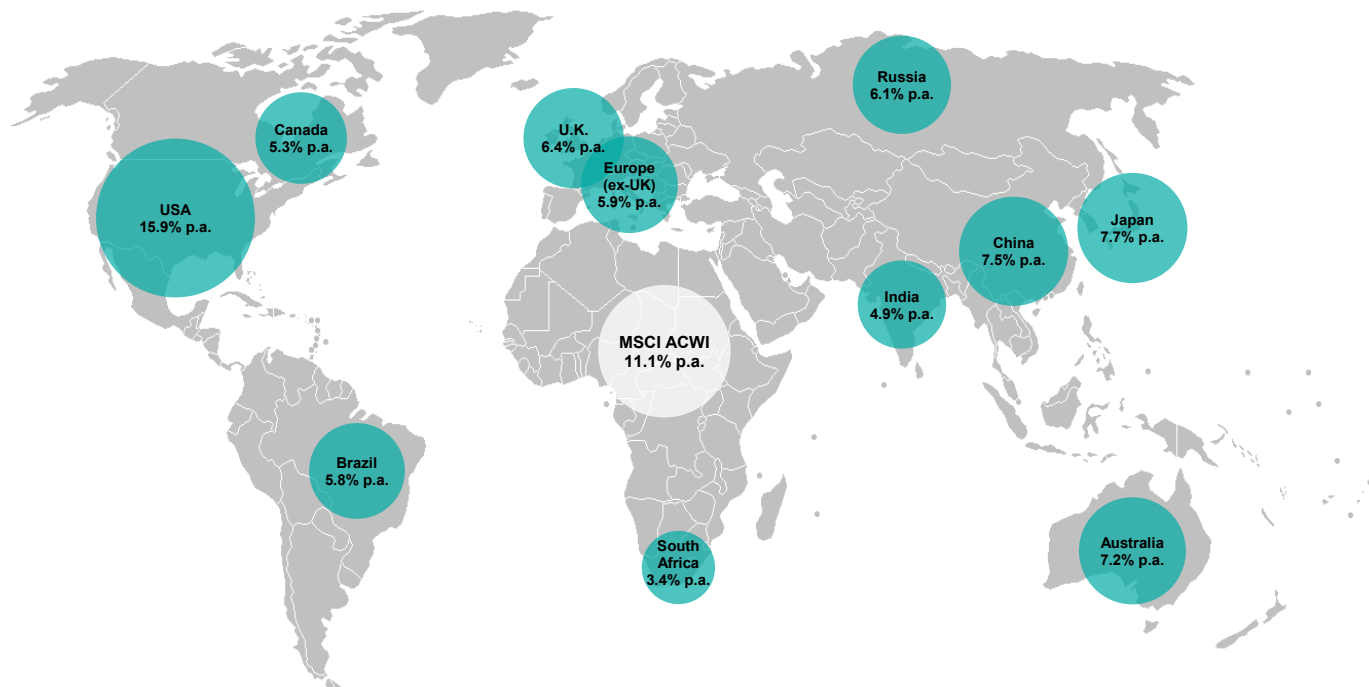 Russia
6.1% p.a.
Canada
5.3% p.a.
U.K.
6.4% p.a.
Europe
(ex-UK)
5.9% p.a.
USA
15.9% p.a.
Japan
7.7% p.a.
China
7.5% p.a.
India
4.9% p.a.
MSCI ACWI
11.1% p.a.
Brazil
5.8% p.a.
South
Africa
3.4% p.a.
Australia
7.2% p.a.